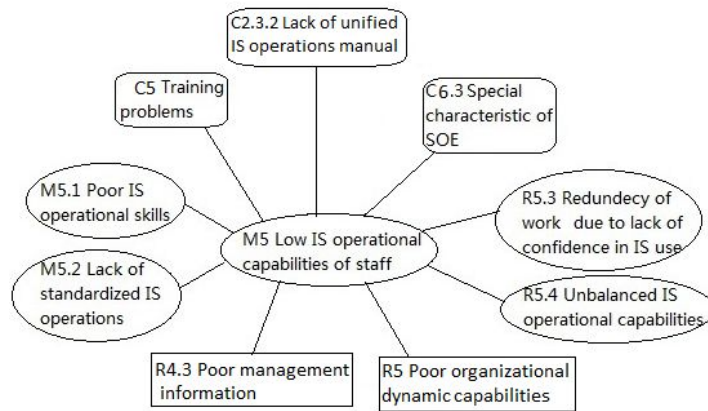 C2.3.2 Lack of unified
IS operations manual
C5 Training
problems
C6.3 Special
characteristic of
SOE
M5.1 Poor IS
operational skills
R5.3 Redundecy of
work due to lack of
confidence in IS use
M5 Low IS operational
capabilities of staff
M5.2 Lack of
standardized IS
operations
R5.4 Unbalanced IS
operational capabilities
R4.3 Poor management
information
R5 Poor organizational
dynamic capabilities